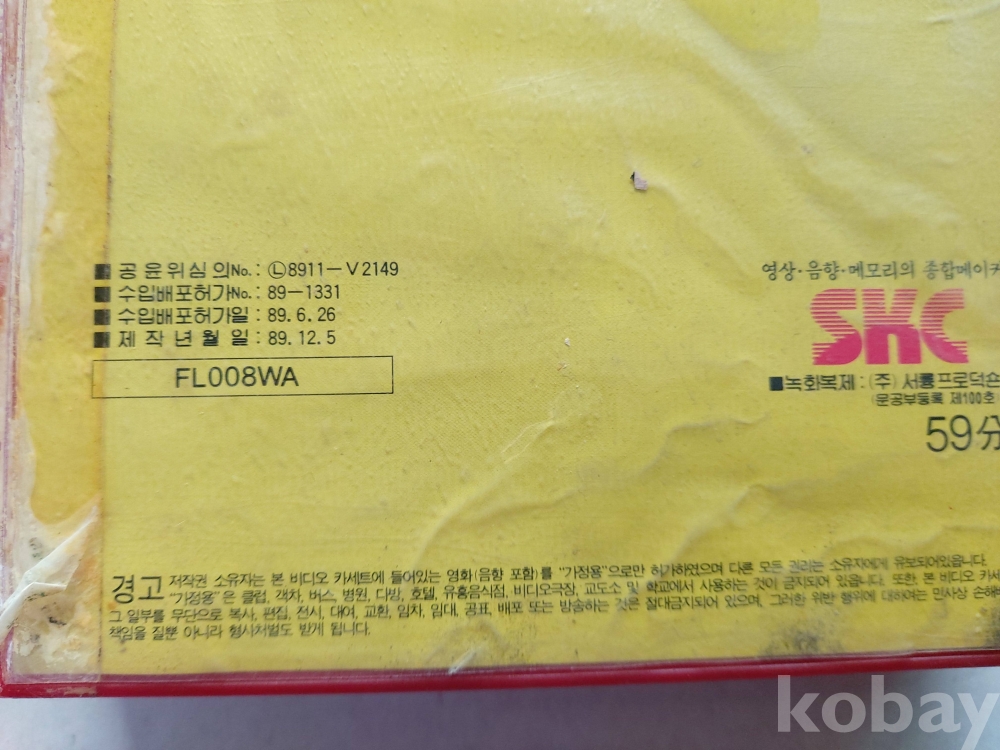 ■ 공윤위심의No. : Ⓛ8911-V2149
■ 수입배포허가No. : 89-1331
■ 수입배포허가일 : 89. 6. 26
■ 제작년월일 : 89. 12. 5
FL008WA
영상·음향·메모리의 종합메이커
SKC
■녹화복제 : (주) 서륭프로덕숀
(문공부등록 제100호)
59分
경고 저작권 소유자는 본 비디오 카세트에 들어있는 영화(음향 포함)를 "가정용"으로만 허가하였으며 다른 모든 권리는 소유자에게 유보되어있읍니다.
"가정용"은 클럽, 객차, 버스, 병원, 다방, 호텔, 유흥음식점, 비디오극장, 교도소 및 학교에서 사용하는 것이 금지되어 있읍니다. 또한, 본 비디오 카세
그 일부를 무단으로 복사, 편집, 전시, 대여, 교환, 임차, 임대, 공표, 배포 또는 방송하는 것은 절대금지되어 있으며, 그러한 위반 행위에 대하여는 민사상 손해
책임을 질뿐 아니라 형사처벌도 받게 됩니다.
kobay